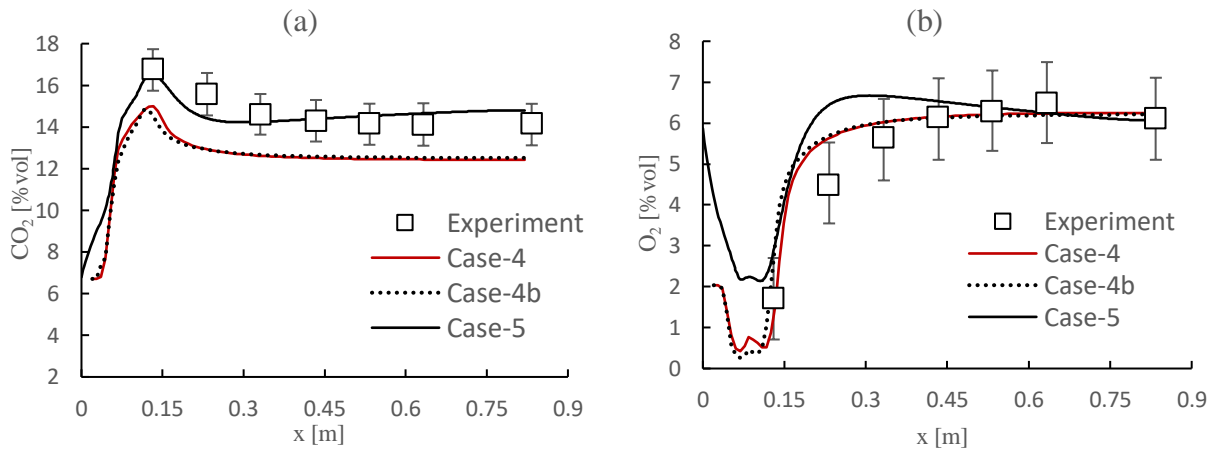 (a)
CO2 [%vol]
18
16
14
12
10
8
6
4
2
0
0.15
0.3
0.45
0.6
0.75
0.9
x [m]
Experiment
Case-4
Case-4b
Case-5
(b)
O2 [%vol]
8
7
6
5
4
3
2
1
0
0
0.15
0.3
0.45
0.6
0.75
0.9
x [m]
Experiment
Case-4
Case-4b
Case-5